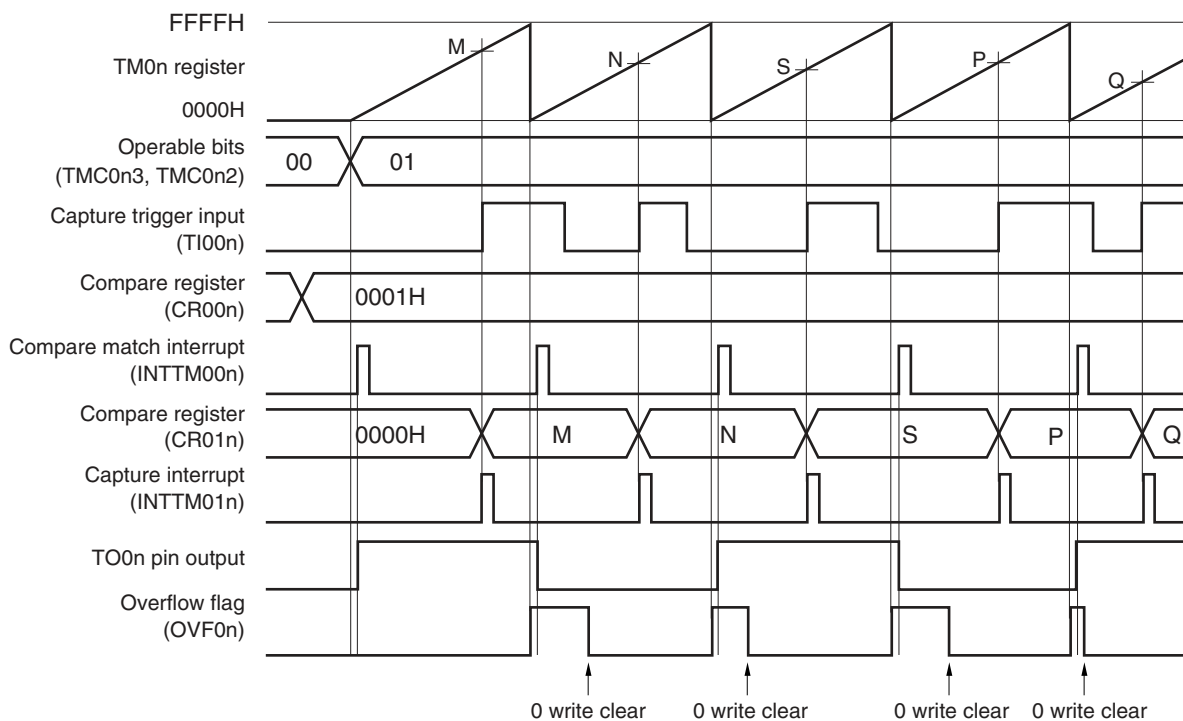 FFFFH
TM0n register
0000H
M
N
S
P
Q
Operable bits
(TMC0n3, TMC0n2)
00
01
Capture trigger input
(TI00n)
Compare register
(CR00n)
0001H
Compare match interrupt
(INTTM00n)
Compare register
(CR01n)
0000H
M
N
S
P
Q
Capture interrupt
(INTTM01n)
TO0n pin output
Overflow flag
(OVF0n)
0 write clear
0 write clear
0 write clear
0 write clear